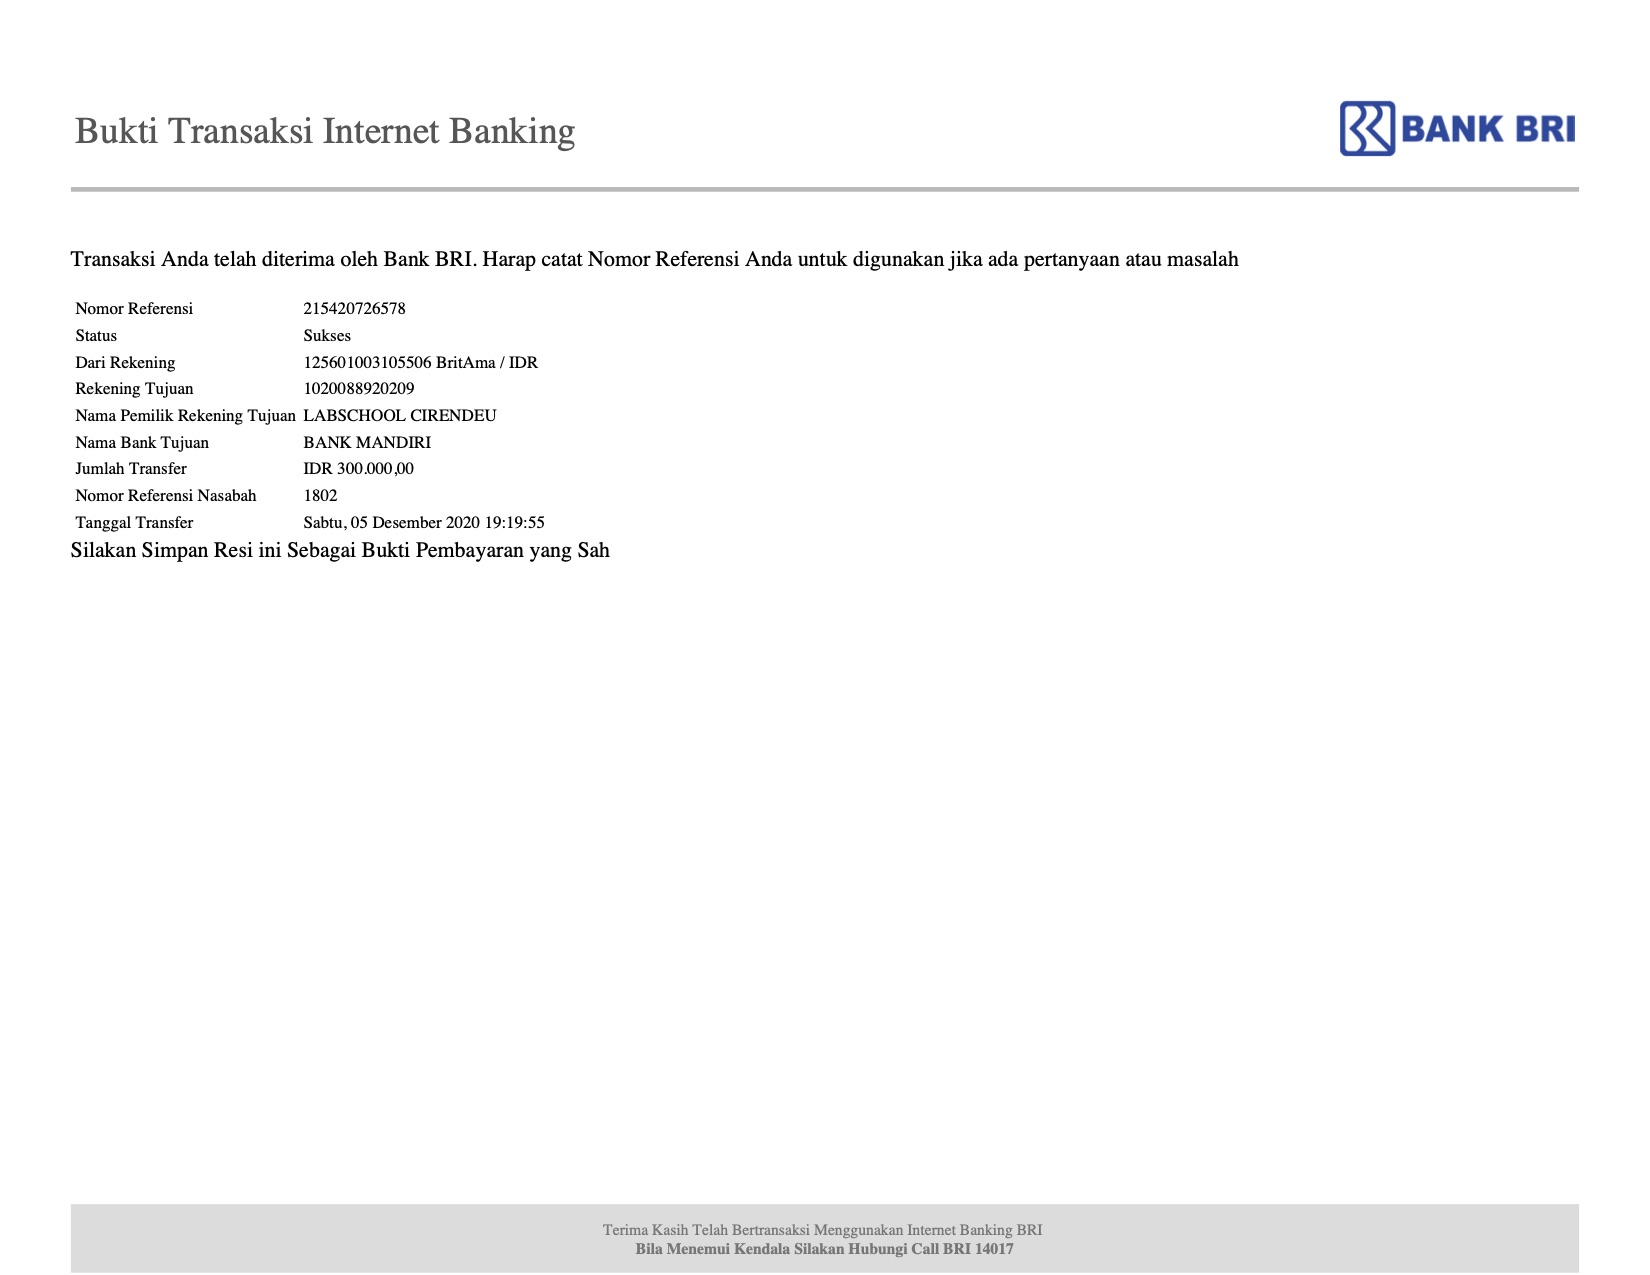 Bukti Transaksi Internet Banking
BANK BRI
Transaksi Anda telah diterima oleh Bank BRI. Harap catat Nomor Referensi Anda untuk digunakan jika ada pertanyaan atau masalah
Nomor Referensi 215420726578
Status Sukses
Dari Rekening 125601003105506 BritAma / IDR
Rekening Tujuan 1020088920209
Nama Pemilik Rekening Tujuan LABSCHOOL CIRENDEU
Nama Bank Tujuan BANK MANDIRI
Jumlah Transfer IDR 300.000,00
Nomor Referensi Nasabah 1802
Tanggal Transfer Sabtu, 05 Desember 2020 19:19:55
Silakan Simpan Resi ini Sebagai Bukti Pembayaran yang Sah
Terima Kasih Telah Bertransaksi Menggunakan Internet Banking BRI
Bila Menemui Kendala Silakan Hubungi Call BRI 14017